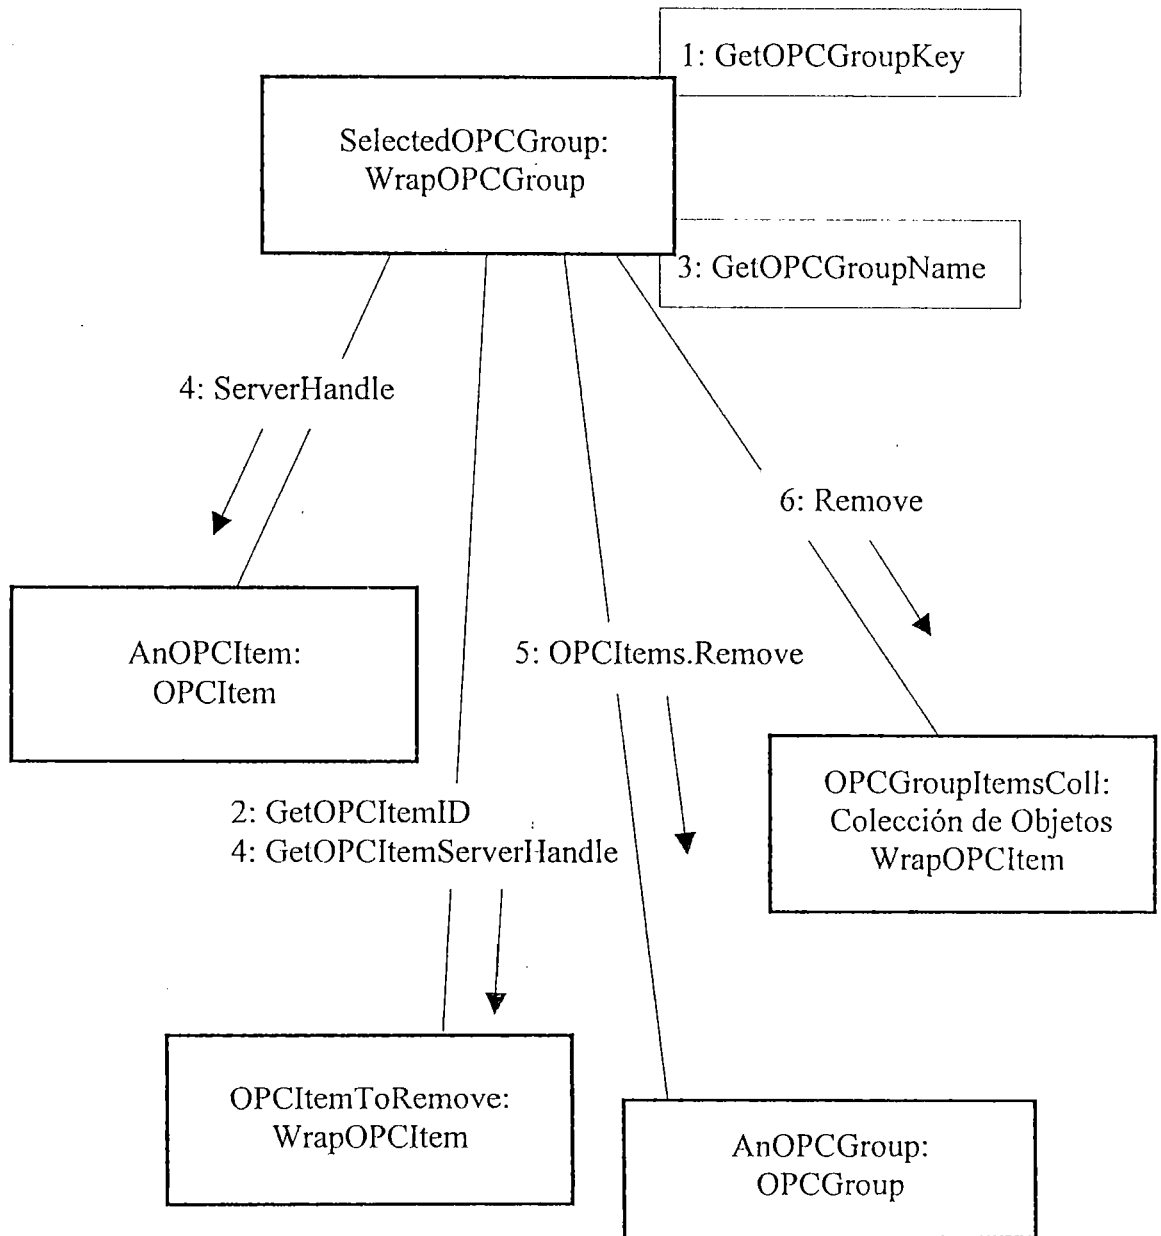 1: GetOPCGroupKey
SelectedOPCGroup:
WrapOPCGroup
3: GetOPCGroupName
4: ServerHandle
6: Remove
AnOPCItem:
OPCItem
5: OPCItems.Remove
OPCGroupItemsColl:
Colección de Objetos
WrapOPCItem
2: GetOPCItemID
4: GetOPCItemServerHandle
OPCItemToRemove:
WrapOPCItem
AnOPCGroup:
OPCGroup